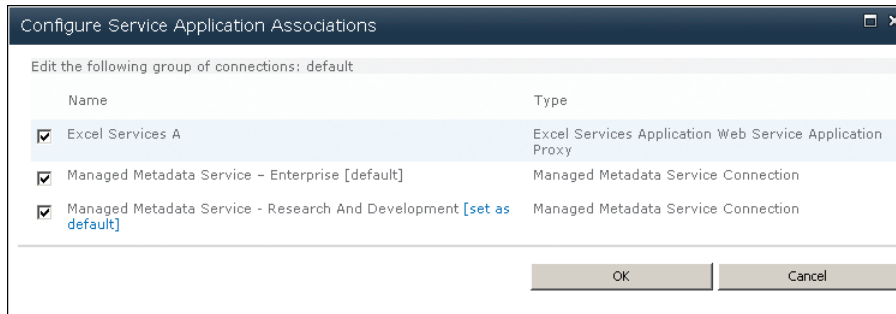 Configure Service Application Associations
Edit the following group of connections: default
Name Type
Excel Services A Excel Services Application Web Service Application
Proxy
Managed Metadata Service – Enterprise [default] Managed Metadata Service Connection
Managed Metadata Service - Research And Development [set as Managed Metadata Service Connection
default]
OK Cancel